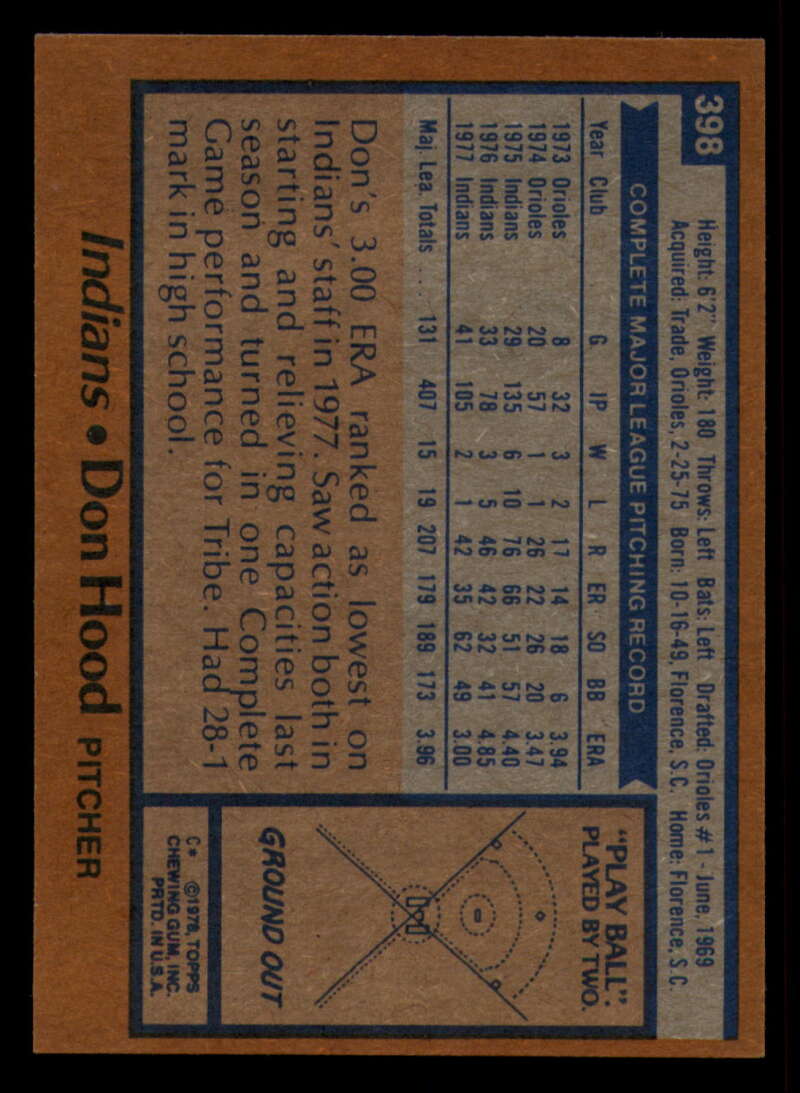 398
Height: 6'2" Weight: 180 Throws: Left Bats: Left Drafted: Orioles #1 - June, 1969
Acquired: Trade, Orioles, 2-25-75 Born: 10-16-49, Florence, S.C. Home: Florence, S.C.
COMPLETE MAJOR LEAGUE PITCHING RECORD
Year Club G IP W L R ER SO BB ERA
1973 Orioles 8 32 3 2 17 14 18 6 3.94
1974 Orioles 20 57 1 1 26 22 26 20 3.47
1975 Indians 29 135 6 10 76 66 51 57 4.40
1976 Indians 33 78 3 5 46 42 32 41 4.85
1977 Indians 41 105 2 1 42 35 62 49 3.00
Maj. Lea. Totals .... 131 407 15 19 207 179 189 173 3.96
Don's 3.00 ERA ranked as lowest on
Indians' staff in 1977. Saw action both in
starting and relieving capacities last
season and turned in one Complete
Game performance for Tribe. Had 28-1
mark in high school.
"PLAY BALL":
PLAYED BY TWO.
GROUND OUT
C* ©1978, TOPPS
CHEWING GUM, INC.
PRTD. IN U.S.A.
Indians • Don Hood PITCHER